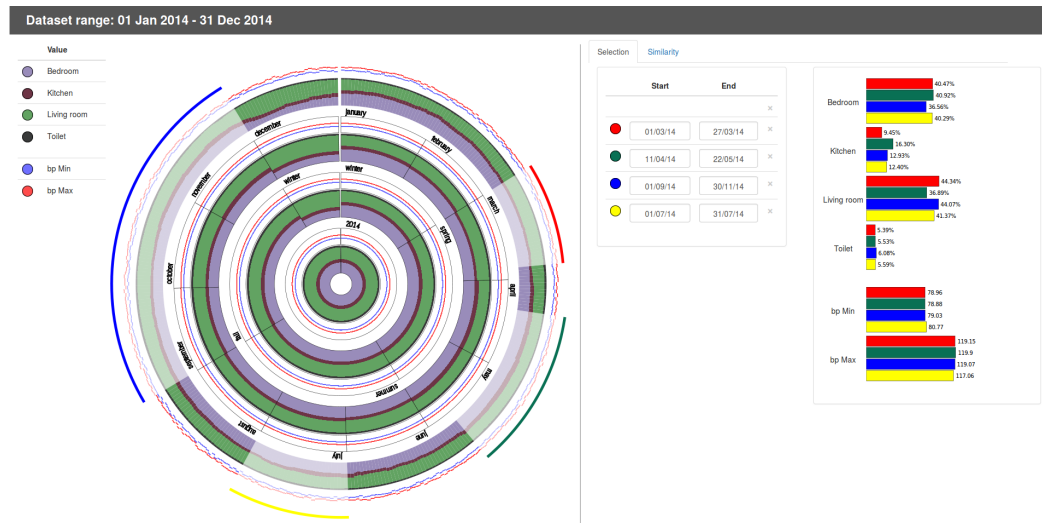 Dataset range: 01 Jan 2014 - 31 Dec 2014
Value
Bedroom
Kitchen
Living room
Toilet
bp Min
bp Max
january
february
march
april
may
june
july
august
september
october
november
december
winter
spring
summer
fall
winter
2014
Selection
Similarity
Start End
×
01/03/14 27/03/14 ×
11/04/14 22/05/14 ×
01/09/14 30/11/14 ×
01/07/14 31/07/14 ×
Bedroom
40.47%
40.92%
36.56%
40.29%
Kitchen
9.45%
16.30%
12.93%
12.40%
Living room
44.34%
36.89%
44.07%
41.37%
Toilet
5.39%
5.53%
6.08%
5.59%
bp Min
78.96
78.88
79.03
80.77
bp Max
119.15
119.9
119.07
117.06